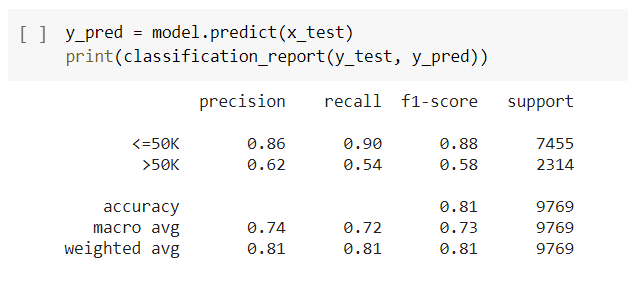 [ ] y_pred = model.predict(x_test)
print(classification_report(y_test, y_pred))
precision recall f1-score support
<=50K 0.86 0.90 0.88 7455
>50K 0.62 0.54 0.58 2314
accuracy 0.81 9769
macro avg 0.74 0.72 0.73 9769
weighted avg 0.81 0.81 0.81 9769